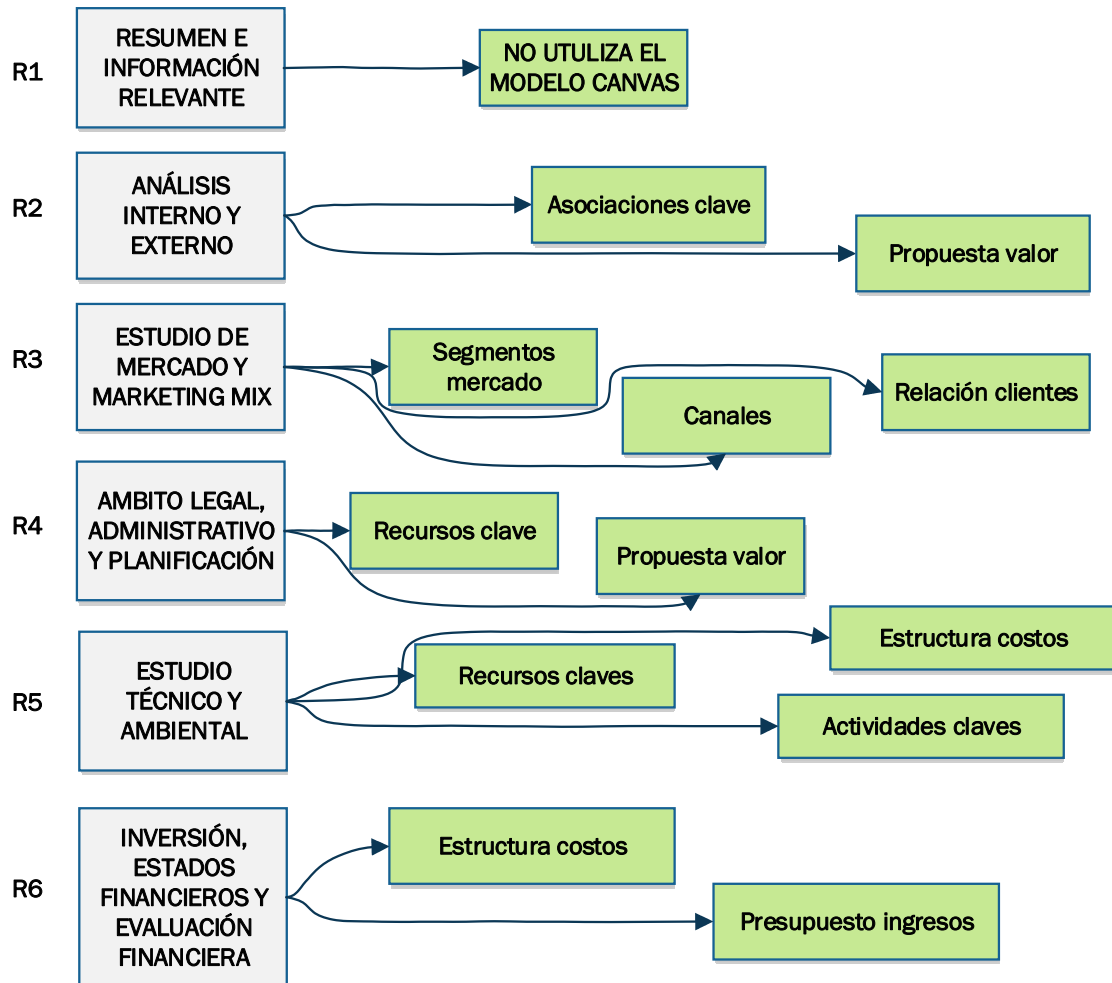 R1
RESUMEN E
INFORMACIÓN
RELEVANTE
NO UTULIZA EL
MODELO CANVAS
R2
ANÁLISIS
INTERNO Y
EXTERNO
Asociaciones clave
Propuesta valor
R3
ESTUDIO DE
MERCADO Y
MARKETING MIX
Segmentos
mercado
Canales
Relación clientes
R4
AMBITO LEGAL,
ADMINISTRATIVO
Y PLANIFICACIÓN
Recursos clave
Propuesta valor
R5
ESTUDIO
TÉCNICO Y
AMBIENTAL
Estructura costos
Recursos claves
Actividades claves
R6
INVERSIÓN,
ESTADOS
FINANCIEROS Y
EVALUACIÓN
FINANCIERA
Estructura costos
Presupuesto ingresos